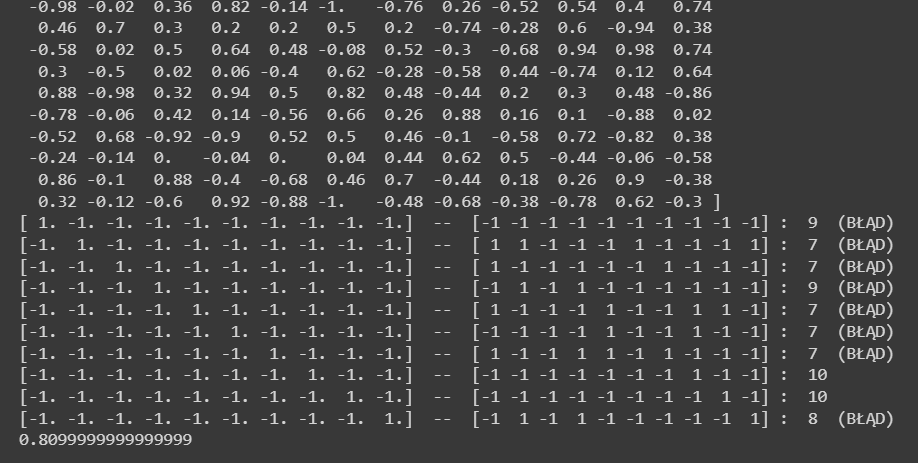 -0.98 -0.02  0.36  0.82 -0.14 -1.   -0.76  0.26 -0.52  0.54  0.4   0.74
 0.46  0.7   0.3   0.2   0.2   0.5   0.2  -0.74 -0.28  0.6  -0.94  0.38
-0.58  0.02  0.5   0.64  0.48 -0.08  0.52 -0.3  -0.68  0.94  0.98  0.74
 0.3  -0.5   0.02  0.06 -0.4   0.62 -0.28 -0.58  0.44 -0.74  0.12  0.64
 0.88 -0.98  0.32  0.94  0.5   0.82  0.48 -0.44  0.2   0.3   0.48 -0.86
-0.78 -0.06  0.42  0.14 -0.56  0.66  0.26  0.88  0.16  0.1  -0.88  0.02
-0.52  0.68 -0.92 -0.9   0.52  0.5   0.46 -0.1  -0.58  0.72 -0.82  0.38
-0.24 -0.14  0.   -0.04  0.    0.04  0.44  0.62  0.5  -0.44 -0.06 -0.58
 0.86 -0.1   0.88 -0.4  -0.68  0.46  0.7  -0.44  0.18  0.26  0.9  -0.38
 0.32 -0.12 -0.6   0.92 -0.88 -1.   -0.48 -0.68 -0.38 -0.78  0.62 -0.3 ]
[ 1. -1. -1. -1. -1. -1. -1. -1. -1. -1.]  --  [-1 -1 -1 -1 -1 -1 -1 -1 -1 -1] :  9  (BŁĄD)
[-1.  1. -1. -1. -1. -1. -1. -1. -1. -1.]  --  [ 1  1 -1 -1 -1  1 -1 -1  1 -1] :  7  (BŁĄD)
[-1. -1.  1. -1. -1. -1. -1. -1. -1. -1.]  --  [ 1 -1 -1 -1 -1 -1  1 -1 -1 -1] :  7  (BŁĄD)
[-1. -1. -1.  1. -1. -1. -1. -1. -1. -1.]  --  [-1  1 -1  1 -1 -1 -1 -1 -1 -1] :  9  (BŁĄD)
[-1. -1. -1. -1.  1. -1. -1. -1. -1. -1.]  --  [ 1 -1 -1 -1  1 -1 -1  1  1 -1] :  7  (BŁĄD)
[-1. -1. -1. -1. -1.  1. -1. -1. -1. -1.]  --  [-1  1 -1 -1 -1  1 -1  1  1 -1] :  7  (BŁĄD)
[-1. -1. -1. -1. -1. -1.  1. -1. -1. -1.]  --  [ 1 -1 -1  1 -1  1  1 -1 -1 -1] :  7  (BŁĄD)
[-1. -1. -1. -1. -1. -1. -1.  1. -1. -1.]  --  [-1 -1 -1 -1 -1 -1 -1  1 -1 -1] :  10
[-1. -1. -1. -1. -1. -1. -1. -1.  1. -1.]  --  [-1 -1 -1 -1 -1 -1 -1 -1  1 -1] :  10
[-1. -1. -1. -1. -1. -1. -1. -1. -1.  1.]  --  [-1  1 -1  1 -1 -1 -1 -1 -1  1] :  8  (BŁĄD)
0.8099999999999999